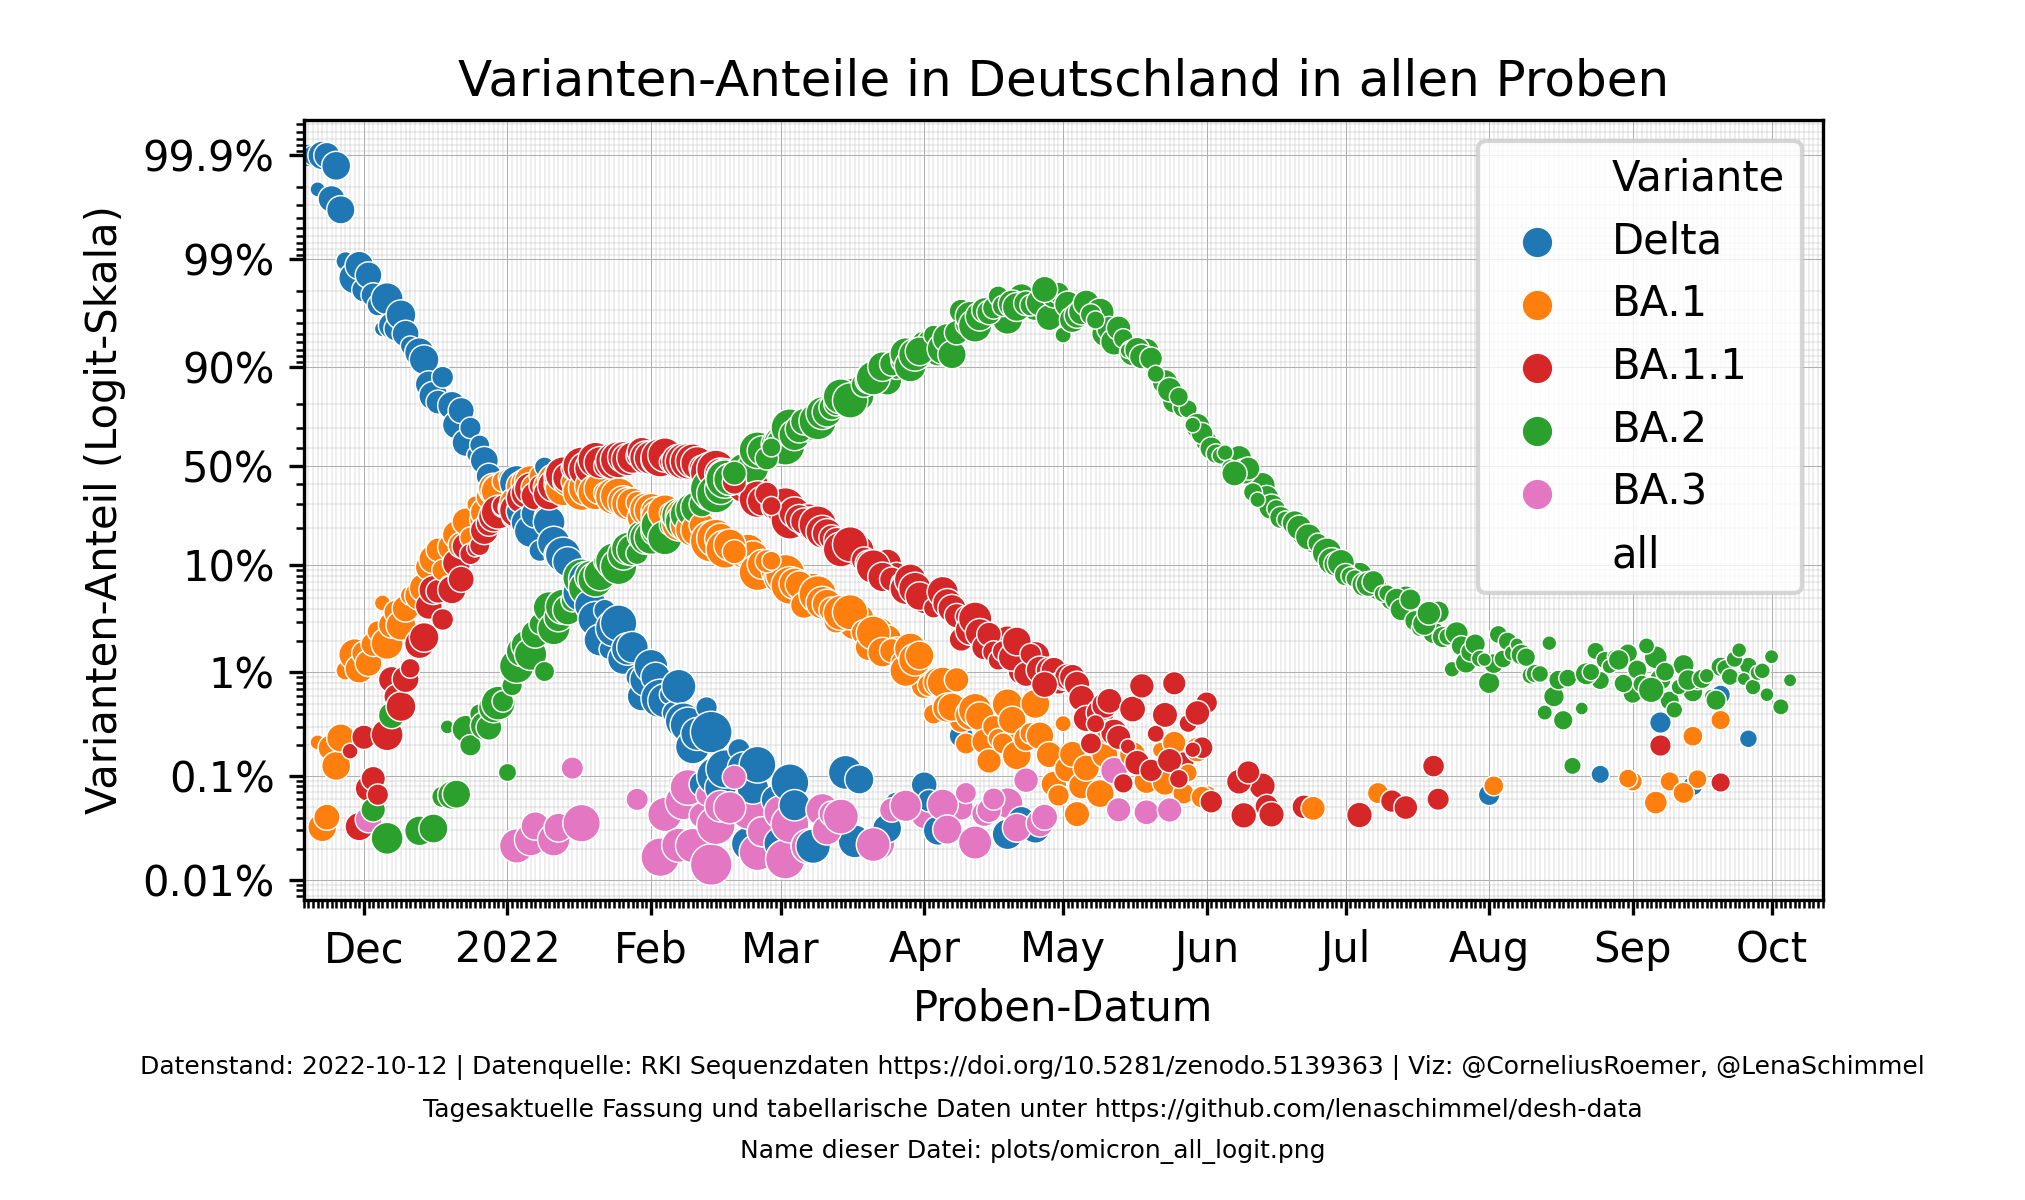 Varianten-Anteile in Deutschland in allen Proben
Varianten-Anteil (Logit-Skala)
99.9%
99%
90%
50%
10%
1%
0.1%
0.01%
Variante
Delta
BA.1
BA.1.1
BA.2
BA.3
all
Dec 2022 Feb Mar Apr May Jun Jul Aug Sep Oct
Proben-Datum
Datenstand: 2022-10-12 | Datenquelle: RKI Sequenzdaten https://doi.org/10.5281/zenodo.5139363 | Viz: @CorneliusRoemer, @LenaSchimmel
Tagesaktuelle Fassung und tabellarische Daten unter https://github.com/lenaschimmel/desh-data
Name dieser Datei: plots/omicron_all_logit.png